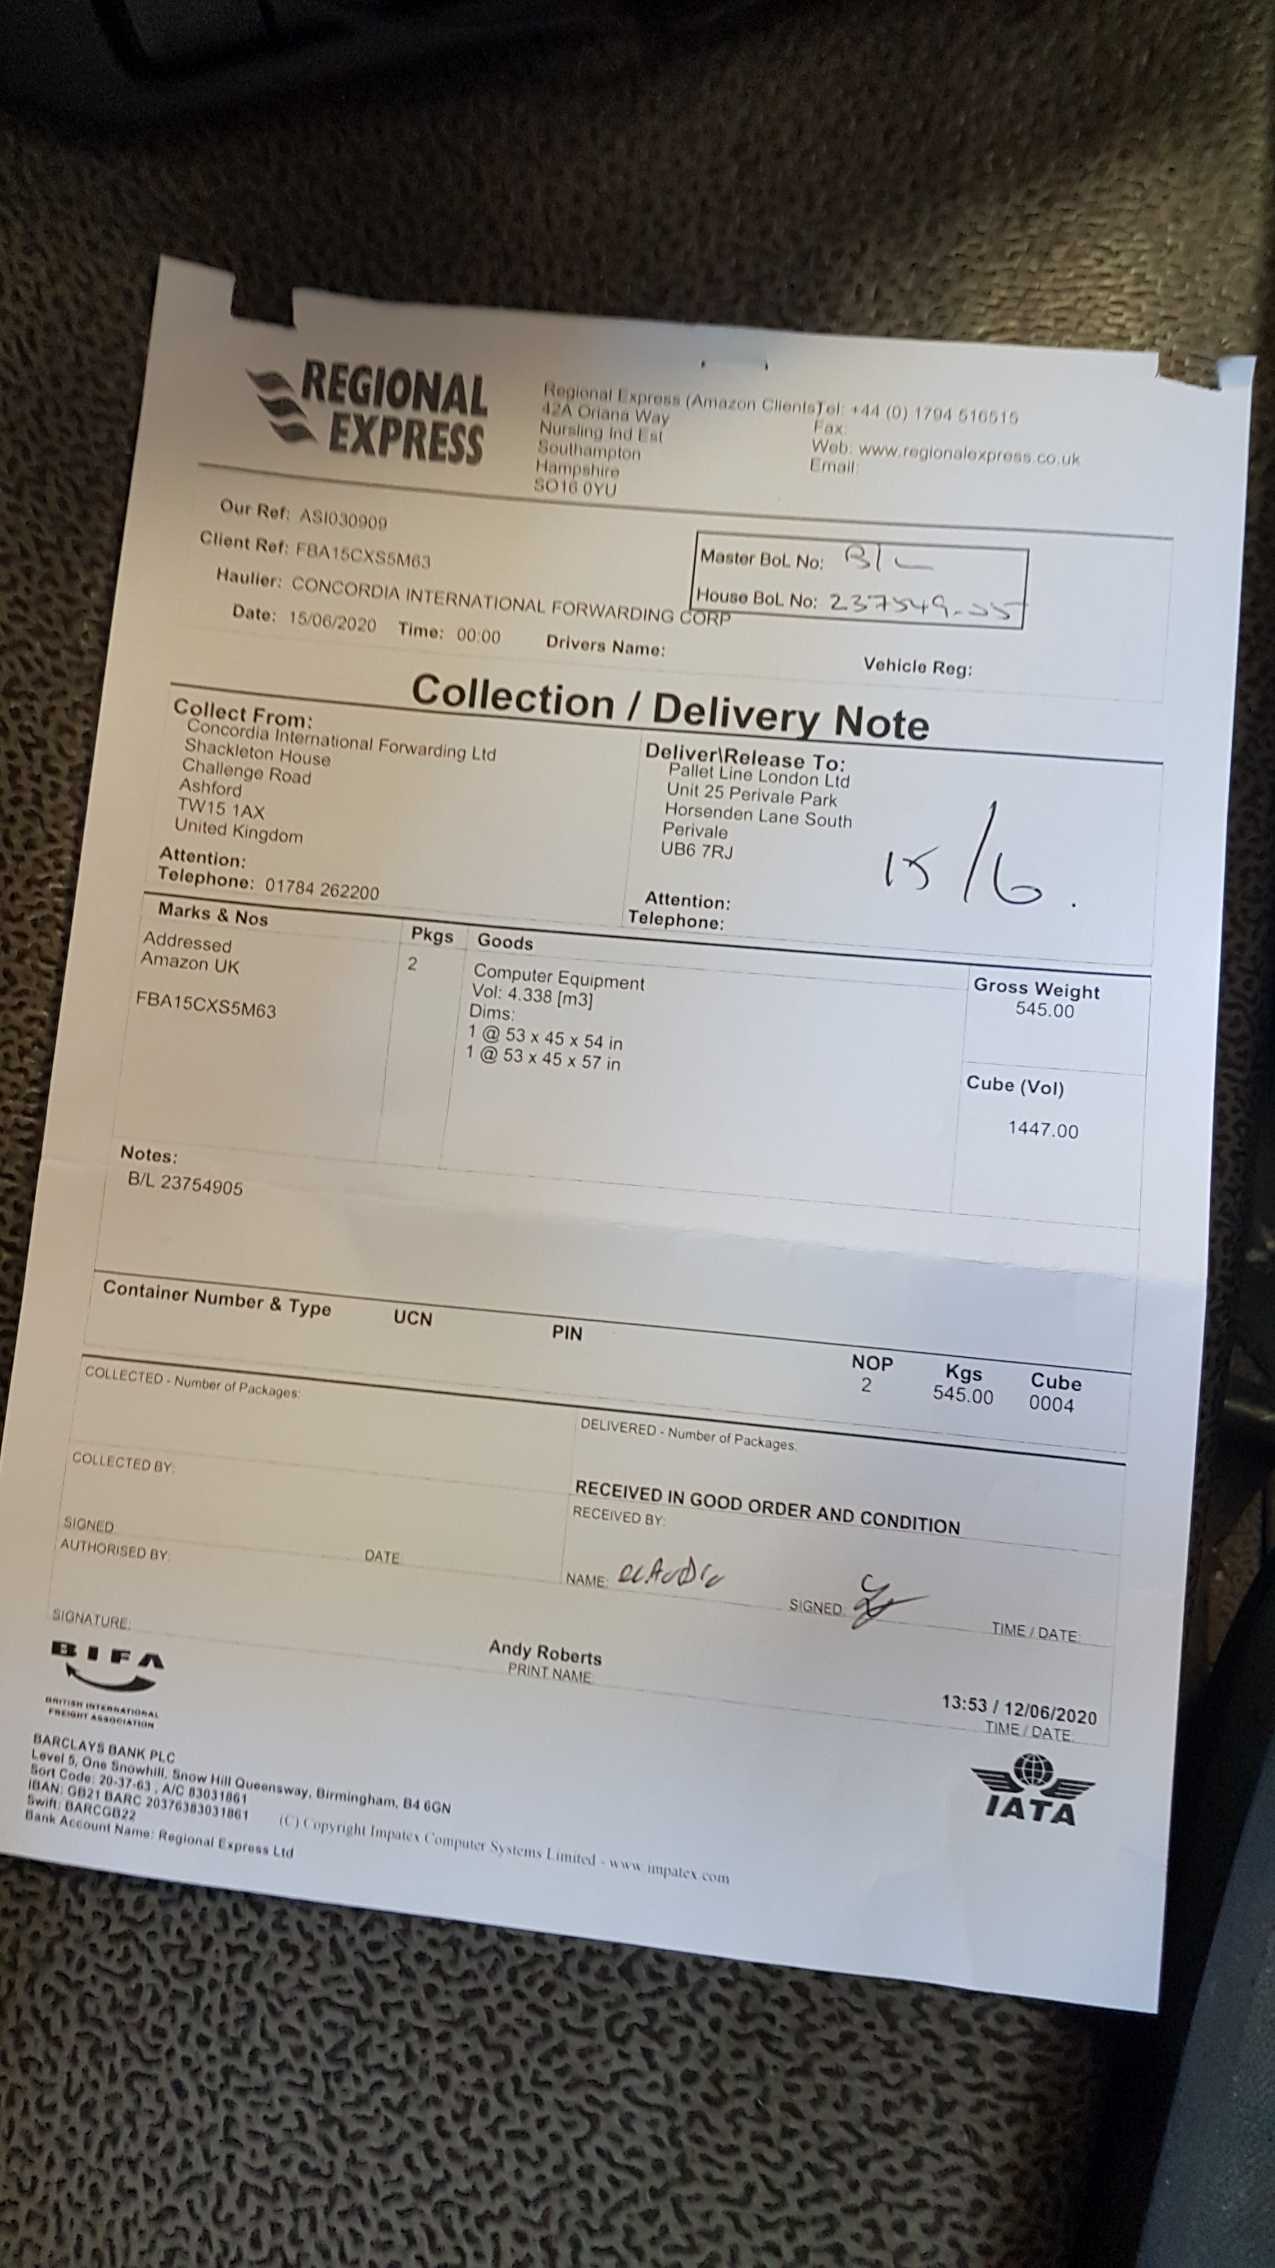 REGIONAL
EXPRESS
Regional Express (Amazon Clients)
42A Oriana Way
Nursling Ind Est
Southampton
Hampshire
SO16 0YU
Tel: +44 (0) 1794 516515
Fax:
Web: www.regionalexpress.co.uk
Email:
Our Ref: ASI030909
Client Ref: FBA15CXS5M63
Haulier: CONCORDIA INTERNATIONAL FORWARDING CORP
Date: 15/06/2020 Time: 00:00 Drivers Name: Vehicle Reg:
Master BoL No: B/L
House BoL No: 237549-05
Collection / Delivery Note
Collect From:
Concordia International Forwarding Ltd
Shackleton House
Challenge Road
Ashford
TW15 1AX
United Kingdom
Attention:
Telephone: 01784 262200
Deliver\Release To:
Pallet Line London Ltd
Unit 25 Perivale Park
Horsenden Lane South
Perivale
UB6 7RJ
15/6.
Attention:
Telephone:
Marks & Nos Pkgs Goods
Addressed
Amazon UK
FBA15CXS5M63
2
Computer Equipment
Vol: 4.338 [m3]
Dims:
1 @ 53 x 45 x 54 in
1 @ 53 x 45 x 57 in
Gross Weight
545.00
Cube (Vol)
1447.00
Notes:
B/L 23754905
Container Number & Type UCN PIN NOP Kgs Cube
2 545.00 0004
COLLECTED - Number of Packages:
COLLECTED BY:
SIGNED
DATE
AUTHORISED BY:
SIGNATURE:
DELIVERED - Number of Packages:
RECEIVED IN GOOD ORDER AND CONDITION
RECEIVED BY:
NAME: SIGNED: TIME / DATE:
Andy Roberts
PRINT NAME
13:53 / 12/06/2020
TIME / DATE:
BIFA
BRITISH INTERNATIONAL
FREIGHT ASSOCIATION
IATA
BARCLAYS BANK PLC
Level 5, One Snowhill, Snow Hill Queensway, Birmingham, B4 6GN
Sort Code: 20-37-63 , A/C 83031861
IBAN: GB21 BARC 20376383031861
Swift: BARCGB22
Bank Account Name: Regional Express Ltd
(C) Copyright Impatex Computer Systems Limited - www.impatex.com